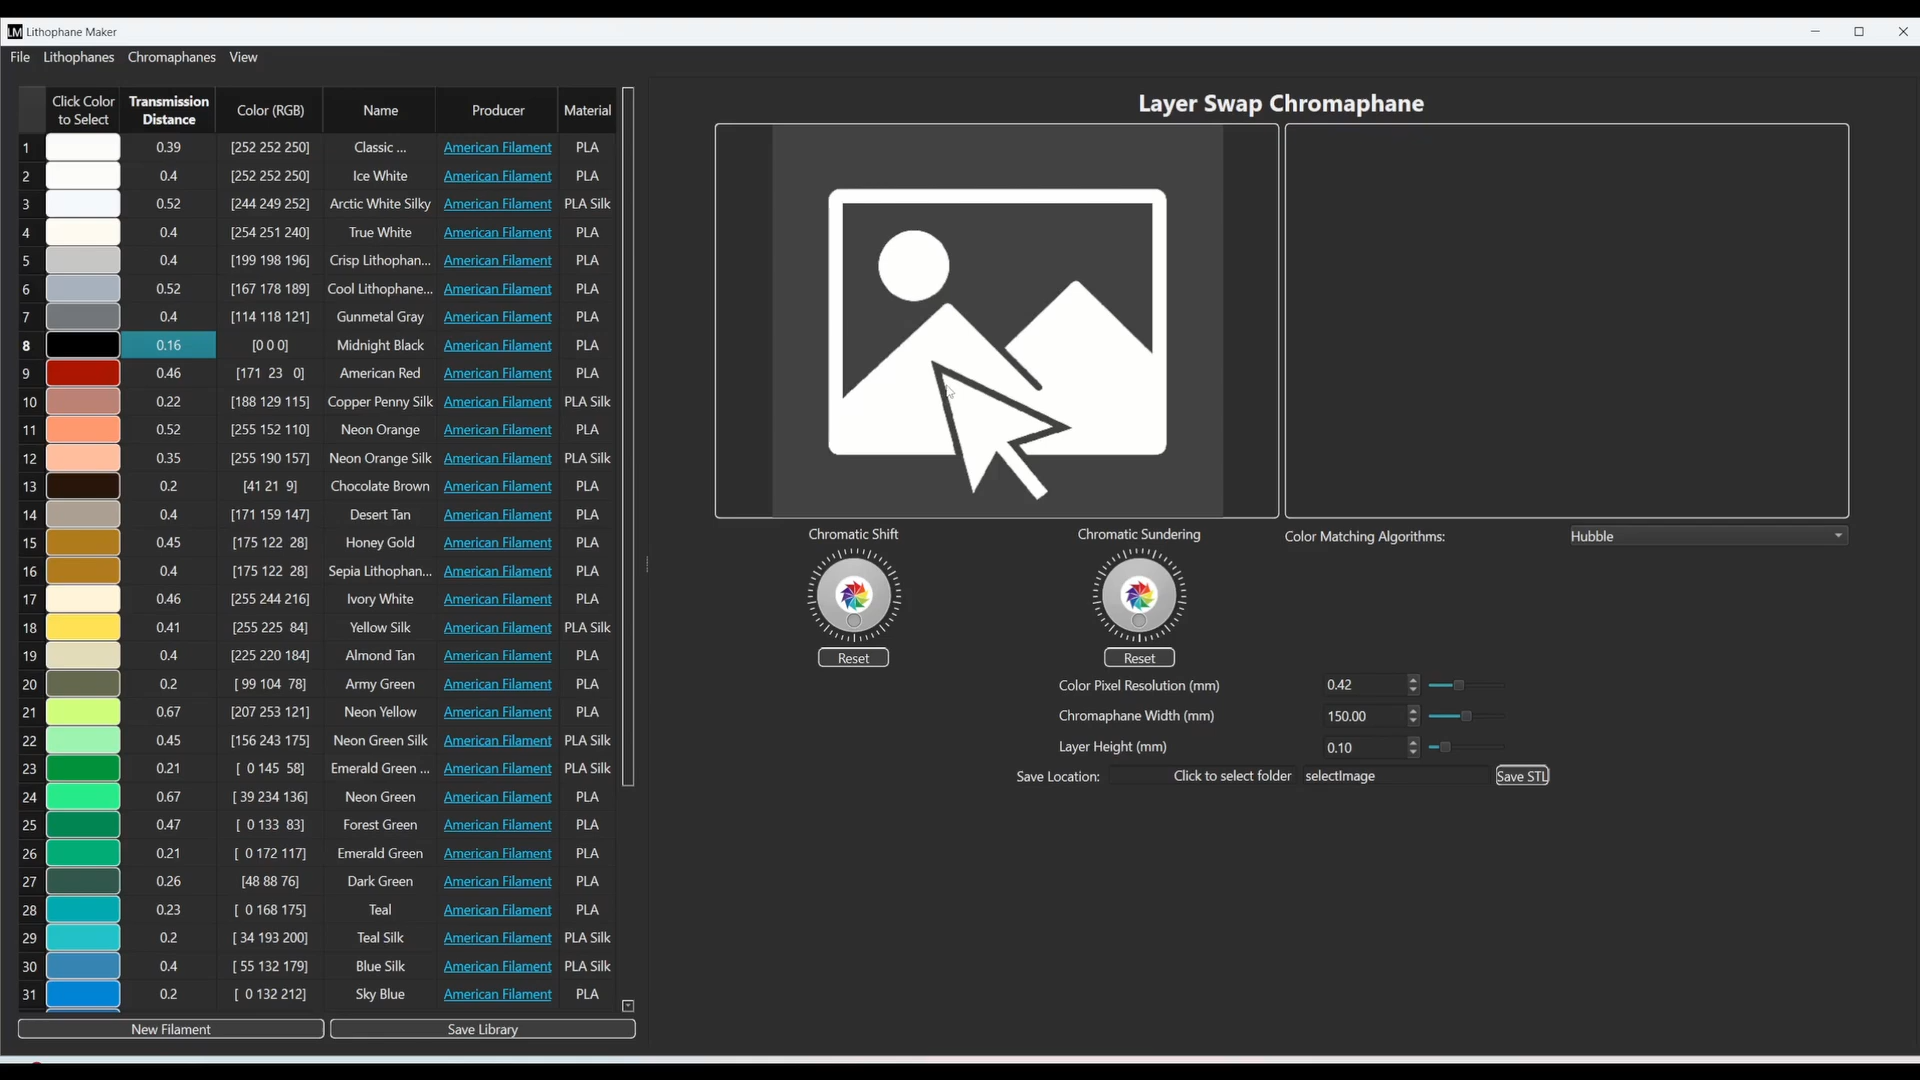 LM Lithophane Maker
File Lithophanes Chromaphanes View
Click Color to Select Transmission Distance Color (RGB) Name Producer Material
1 0.39 [252 252 250] Classic ... American Filament PLA
2 0.4 [252 252 250] Ice White American Filament PLA
3 0.52 [244 249 252] Arctic White Silky American Filament PLA Silk
4 0.4 [254 251 240] True White American Filament PLA
5 0.4 [199 198 196] Crisp Lithophan... American Filament PLA
6 0.52 [167 178 189] Cool Lithophane... American Filament PLA
7 0.4 [114 118 121] Gunmetal Gray American Filament PLA
8 0.16 [0 0 0] Midnight Black American Filament PLA
9 0.46 [171 23 0] American Red American Filament PLA
10 0.22 [188 129 115] Copper Penny Silk American Filament PLA Silk
11 0.52 [255 152 110] Neon Orange American Filament PLA
12 0.35 [255 190 157] Neon Orange Silk American Filament PLA Silk
13 0.2 [41 21 9] Chocolate Brown American Filament PLA
14 0.4 [171 159 147] Desert Tan American Filament PLA
15 0.45 [175 122 28] Honey Gold American Filament PLA
16 0.4 [175 122 28] Sepia Lithophan... American Filament PLA
17 0.46 [255 244 216] Ivory White American Filament PLA
18 0.41 [255 225 84] Yellow Silk American Filament PLA Silk
19 0.4 [225 220 184] Almond Tan American Filament PLA
20 0.2 [ 99 104 78] Army Green American Filament PLA
21 0.67 [207 253 121] Neon Yellow American Filament PLA
22 0.45 [156 243 175] Neon Green Silk American Filament PLA Silk
23 0.21 [ 0 145 58] Emerald Green ... American Filament PLA Silk
24 0.67 [ 39 234 136] Neon Green American Filament PLA
25 0.47 [ 0 133 83] Forest Green American Filament PLA
26 0.21 [ 0 172 117] Emerald Green American Filament PLA
27 0.26 [48 88 76] Dark Green American Filament PLA
28 0.23 [ 0 168 175] Teal American Filament PLA
29 0.2 [ 34 193 200] Teal Silk American Filament PLA Silk
30 0.4 [ 55 132 179] Blue Silk American Filament PLA Silk
31 0.2 [ 0 132 212] Sky Blue American Filament PLA
New Filament Save Library
Layer Swap Chromaphane
Chromatic Shift Chromatic Sundering Color Matching Algorithms: Hubble
Reset Reset
Color Pixel Resolution (mm) 0.42
Chromaphane Width (mm) 150.00
Layer Height (mm) 0.10
Save Location: Click to select folder selectImage Save STL